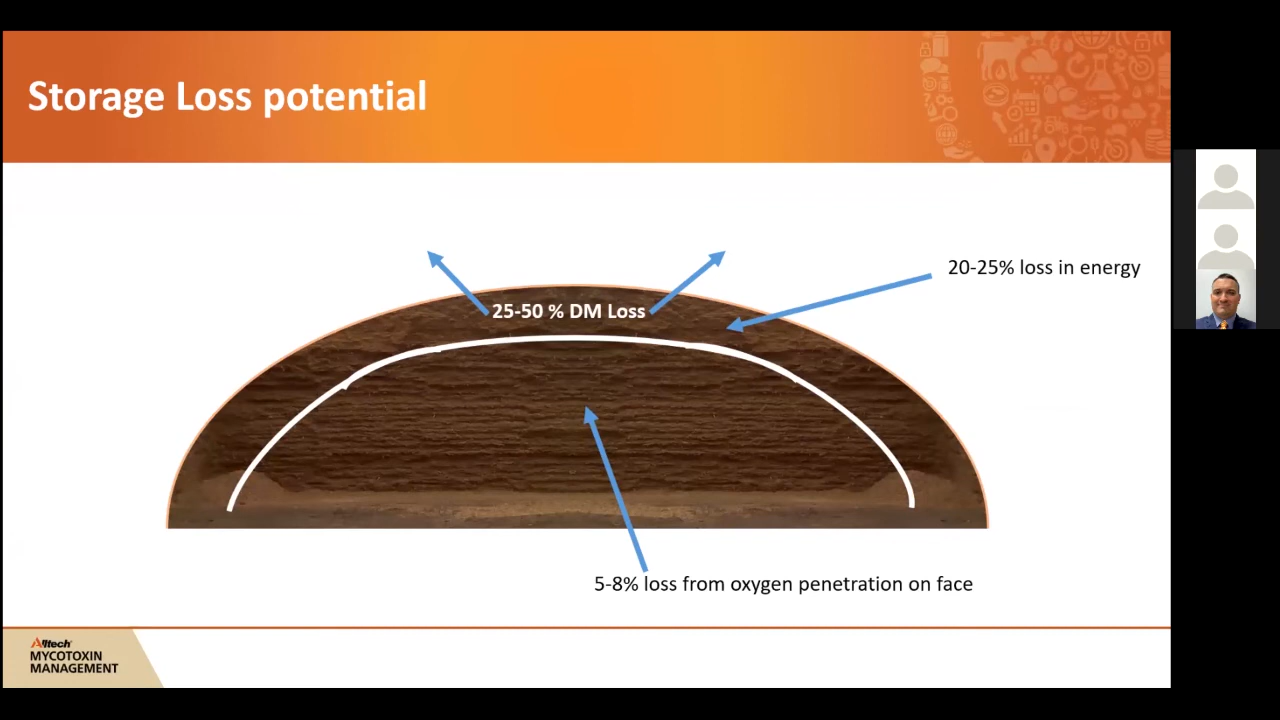 Storage Loss potential
20-25% loss in energy
25-50 % DM Loss
5-8% loss from oxygen penetration on face
Alltech
MYCOTOXIN
MANAGEMENT